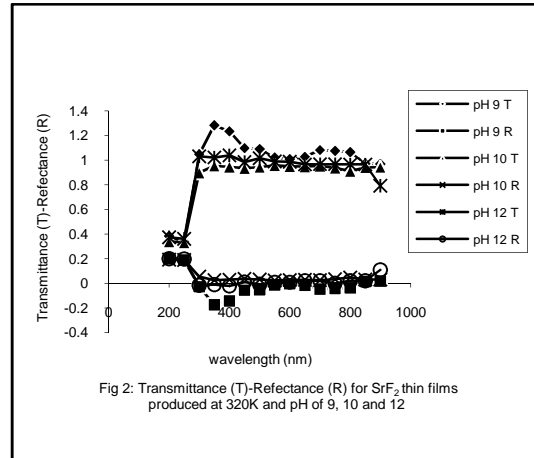 Transmittance (T)-Refectance (R)
1.4
1.2
1
0.8
0.6
0.4
0.2
0
-0.2
-0.4
0
200
400
600
800
1000
wavelength (nm)
pH 9 T
pH 9 R
pH 10 T
pH 10 R
pH 12 T
pH 12 R
Fig 2: Transmittance (T)-Refectance (R) for SrF₂ thin films
produced at 320K and pH of 9, 10 and 12